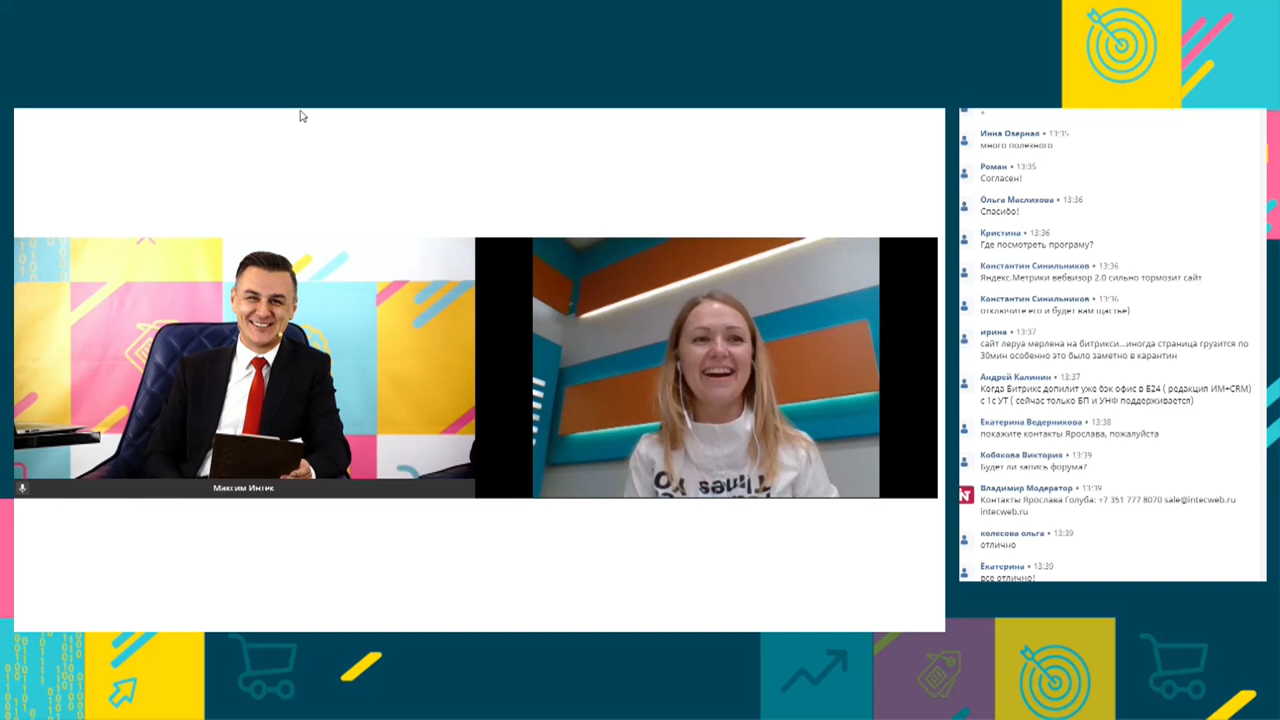 Максим Интек
Инна Озерная • 13:35
много полезного
Роман • 13:35
Согласен!
Ольга Маслихова • 13:36
Спасибо!
Кристина • 13:36
Где посмотреть програму?
Константин Синильников • 13:36
Яндекс.Метрики вебвизор 2.0 сильно тормозит сайт
Константин Синильников • 13:36
отключите его и будет вам щастье)
ирина • 13:37
сайт леруа мерлена на битрикси...иногда страница грузится по
30мин особенно это было заметно в карантин
Андрей Калинин • 13:37
Когда Битрикс допилит уже бэк офис в Б24 ( редакция ИМ+CRM)
с 1с УТ ( сейчас только БП и УНФ поддерживается)
Екатерина Ведерникова • 13:38
покажите контакты Ярослава, пожалуйста
Кобякова Виктория • 13:39
Будет ли запись форума?
Владимир Модератор • 13:39
Контакты Ярослава Голуба: +7 351 777 8070 sale@intecweb.ru
intecweb.ru
колесова ольга • 13:39
отлично
Екатерина • 13:39
все отлично!